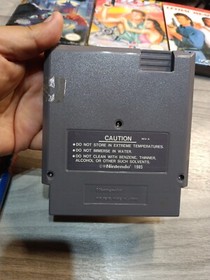 CAUTION
•DO NOT STORE IN EXTREME TEMPERATURES.
•DO NOT IMMERSE IN WATER.
•DO NOT CLEAN WITH BENZENE, THINNER,
ALCOHOL OR OTHER SUCH SOLVENTS.
©Nintendo 1985